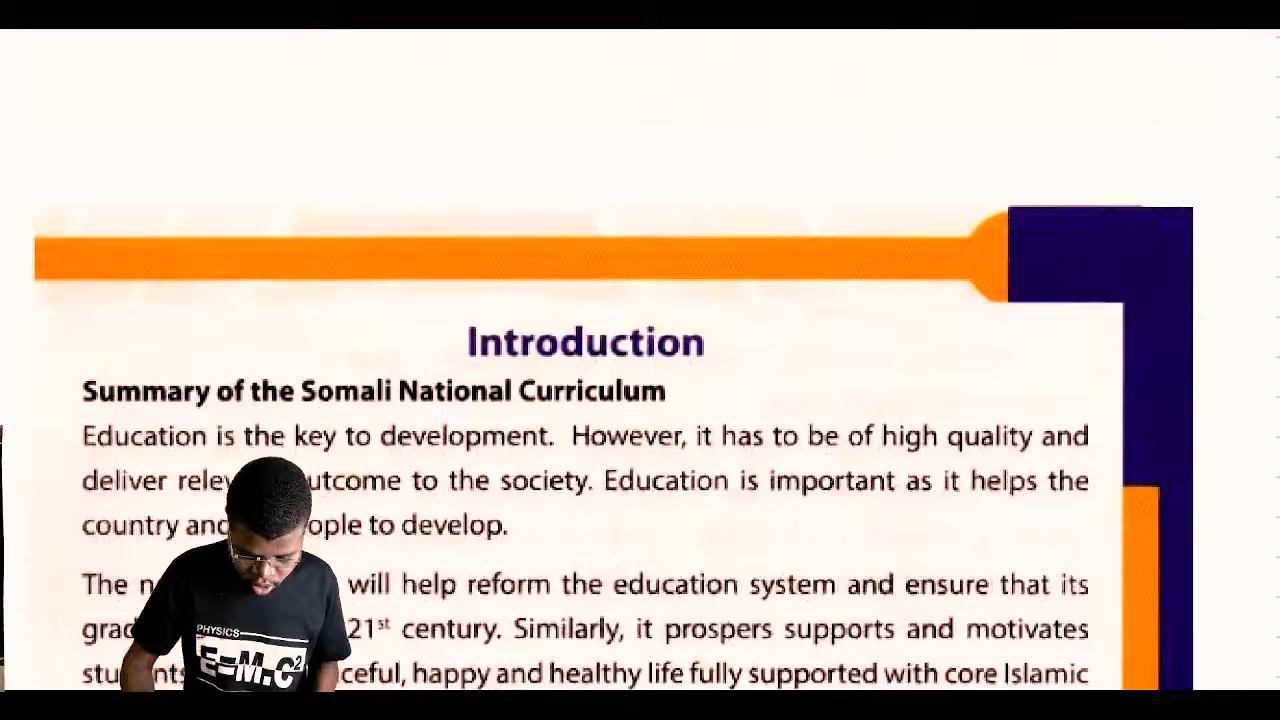 Introduction
Summary of the Somali National Curriculum
Education is the key to development. However, it has to be of high quality and
deliver utcome to the society. Education is important as it helps the
country and ople to develop.
The will help reform the education system and ensure that its
21st century. Similarly, it prospers supports and motivates
ceful, happy and healthy life fully supported with core Islamic
PHYSICS
E=M.C²